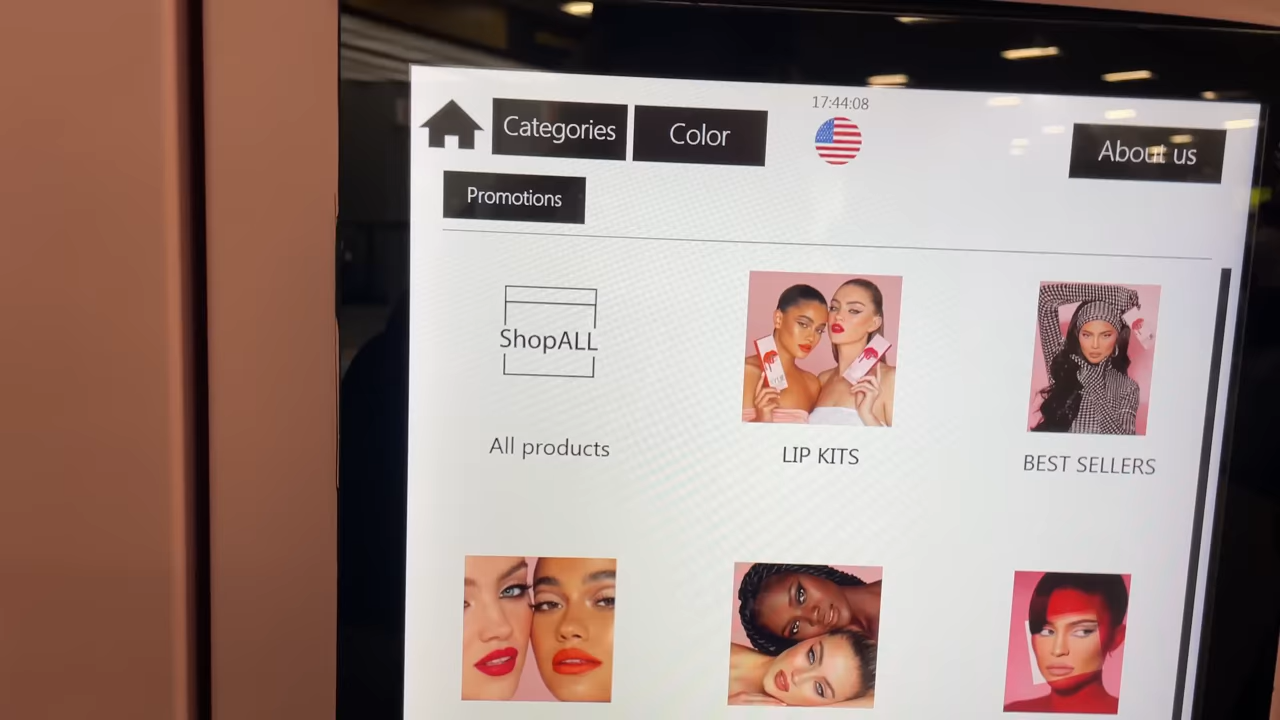 17:44:08
Categories
Color
About us
Promotions
ShopALL
All products
LIP KITS
BEST SELLERS